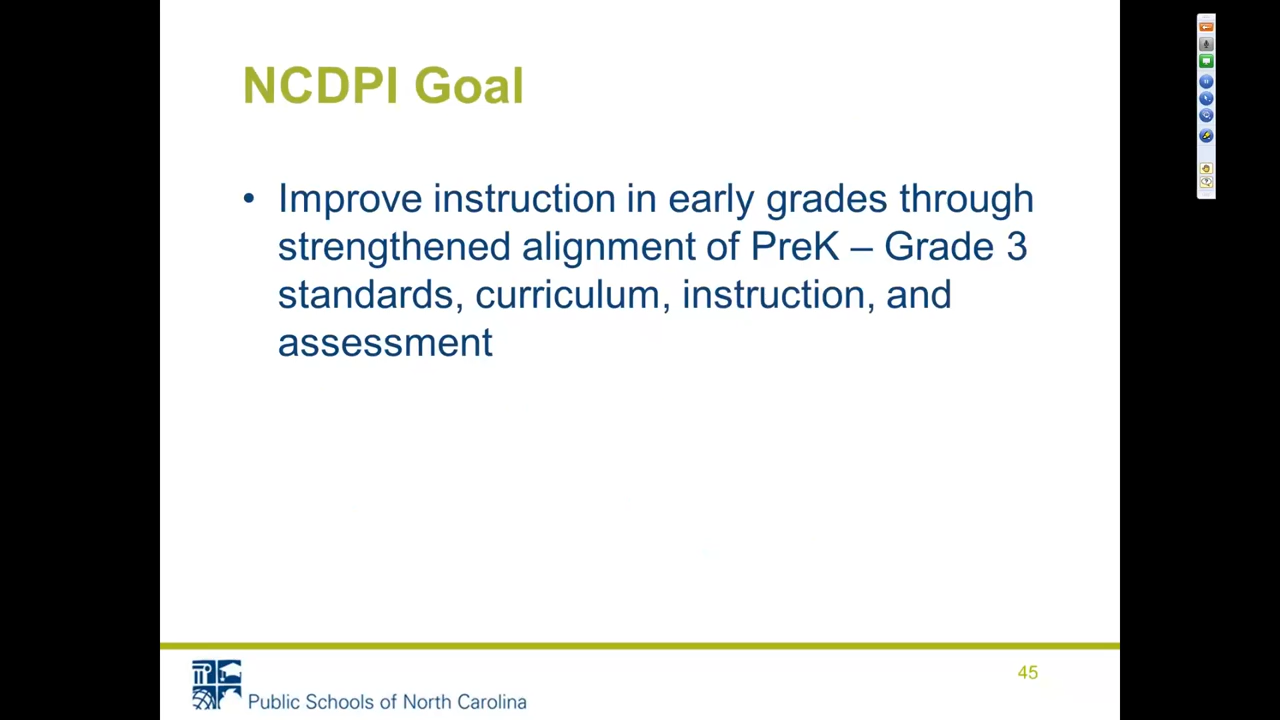 NCDPI Goal
• Improve instruction in early grades through
strengthened alignment of PreK – Grade 3
standards, curriculum, instruction, and
assessment
45
Public Schools of North Carolina